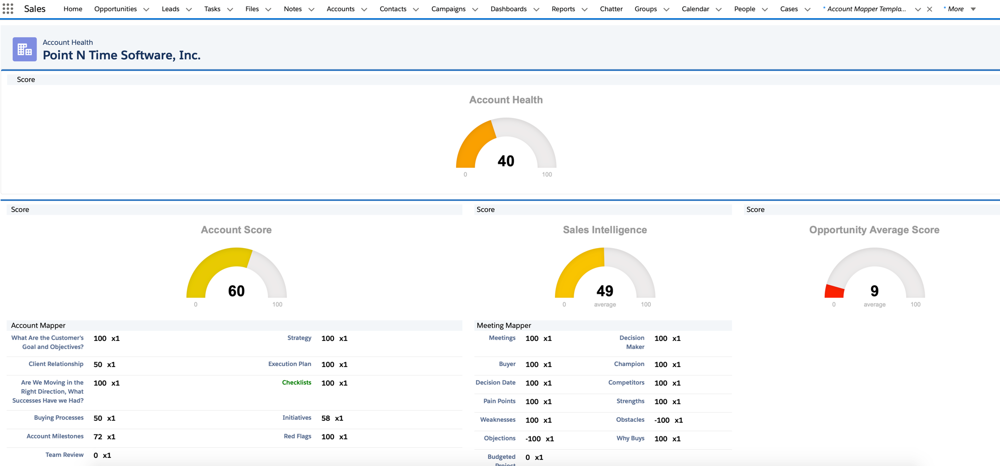 Sales Home Opportunities Leads Tasks Files Notes Accounts Contacts Campaigns Dashboards Reports Chatter Groups Calendar People Cases * Account Mapper Templa... * More
Account Health
Point N Time Software, Inc.
Score
Account Health
40
0 100
Score Score Score
Account Score Sales Intelligence Opportunity Average Score
60 49 9
0 100 0 average 100 0 average 100
Account Mapper Meeting Mapper
What Are the Customer's 100 x1 Strategy 100 x1 Meetings 100 x1 Decision 100 x1
Goal and Objectives? Maker
Client Relationship 50 x1 Execution Plan 100 x1 Buyer 100 x1 Champion 100 x1
Are We Moving in the 100 x1 Checklists 100 x1 Decision Date 100 x1 Competitors 100 x1
Right Direction, What
Successes Have we Had?
Pain Points 100 x1 Strengths 100 x1
Buying Processes 50 x1 Initiatives 58 x1 Weaknesses 100 x1 Obstacles -100 x1
Account Milestones 72 x1 Red Flags 100 x1 Objections -100 x1 Why Buys 100 x1
Team Review 0 x1 Budgeted 0 x1
Project